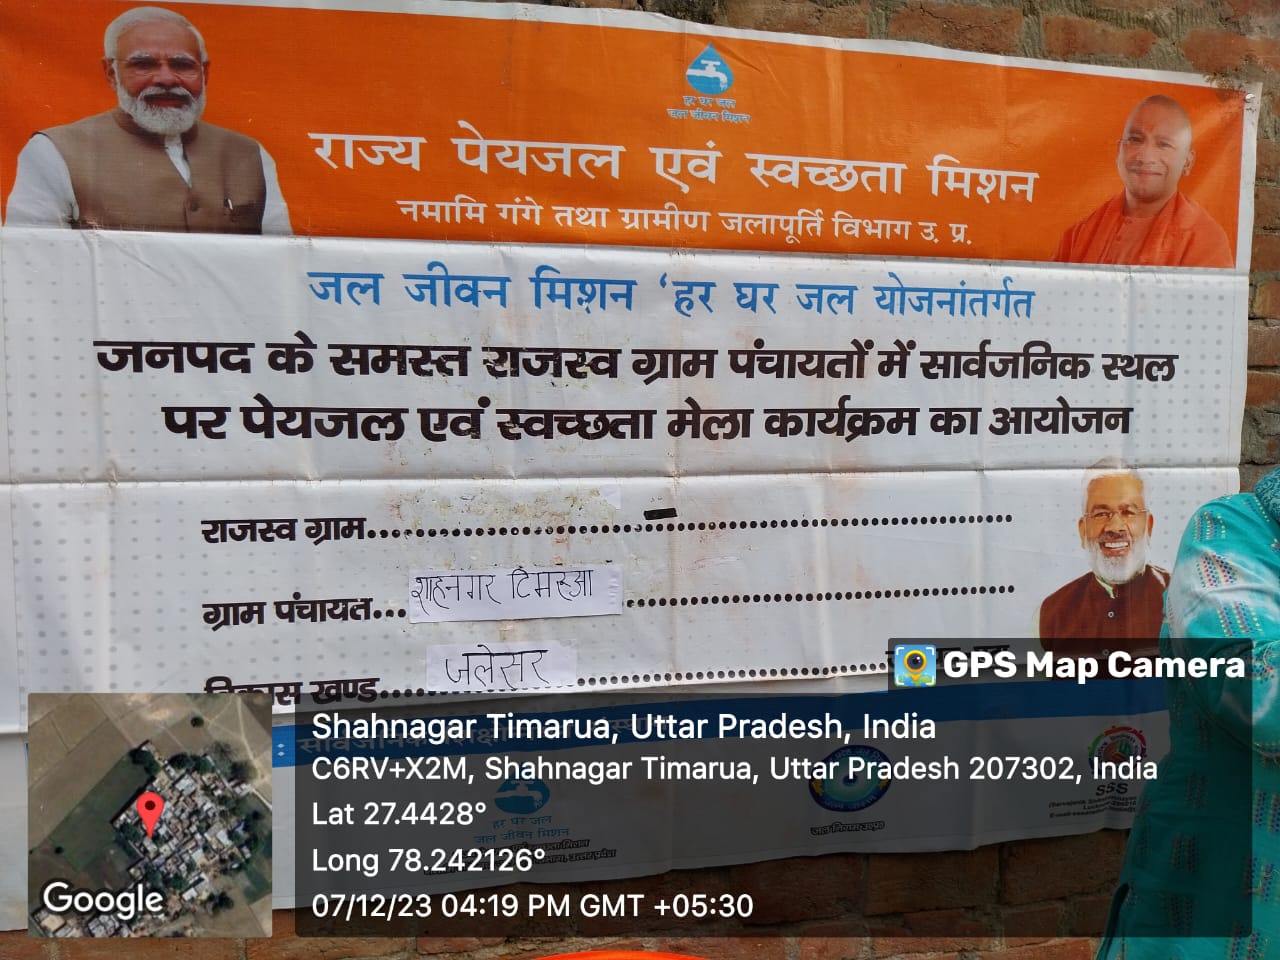 हर घर जल
जल जीवन मिशन
राज्य पेयजल एवं स्वच्छता मिशन
नमामि गंगे तथा ग्रामीण जलापूर्ति विभाग उ. प्र.
जल जीवन मिशन ‘हर घर जल योजनांतर्गत
जनपद के समस्त राजस्व ग्राम पंचायतों में सार्वजनिक स्थल
पर पेयजल एवं स्वच्छता मेला कार्यक्रम का आयोजन
राजस्व ग्राम
ग्राम पंचायत... शाहनगर टिमरुआ
विकास खण्ड... जलेसर
GPS Map Camera
Shahnagar Timarua, Uttar Pradesh, India
C6RV+X2M, Shahnagar Timarua, Uttar Pradesh 207302, India
Lat 27.4428°
Long 78.242126°
07/12/23 04:19 PM GMT +05:30
Google
हर घर जल
जल जीवन मिशन
SSS